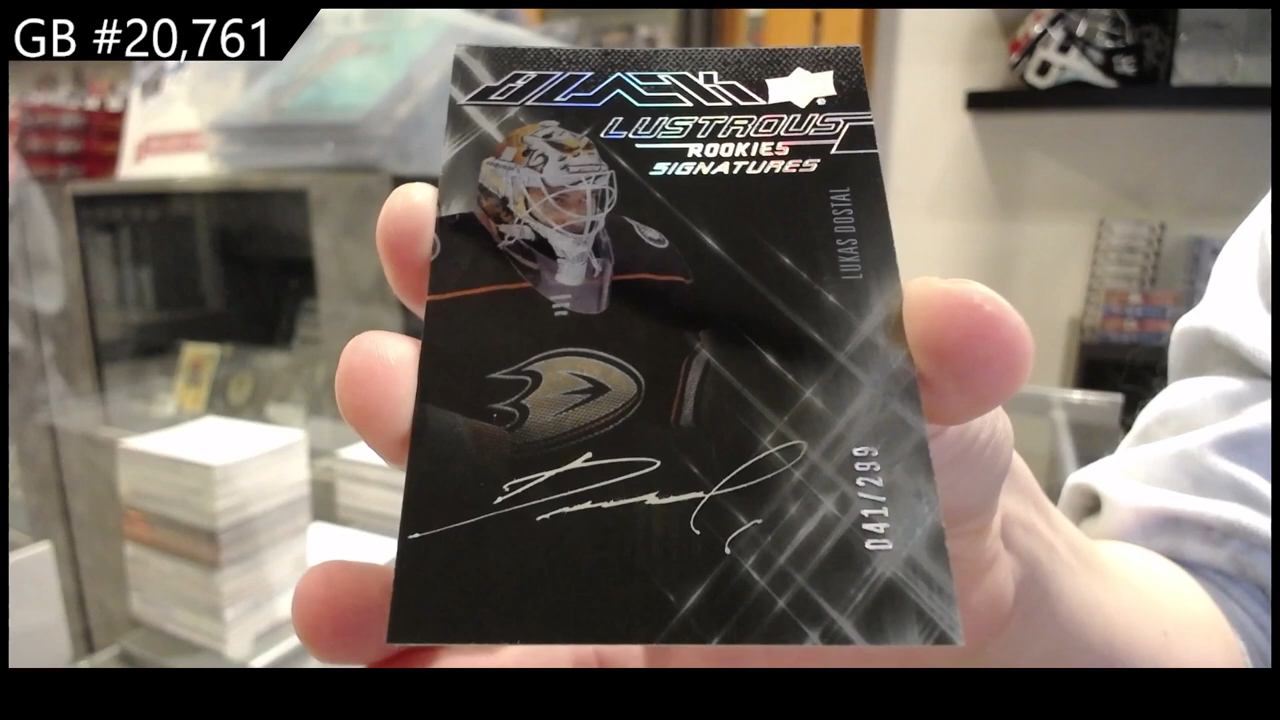 GB #20,761
BLACK
LUSTROUS
ROOKIES
SIGNATURES
LUKAS DOSTAL
041/299